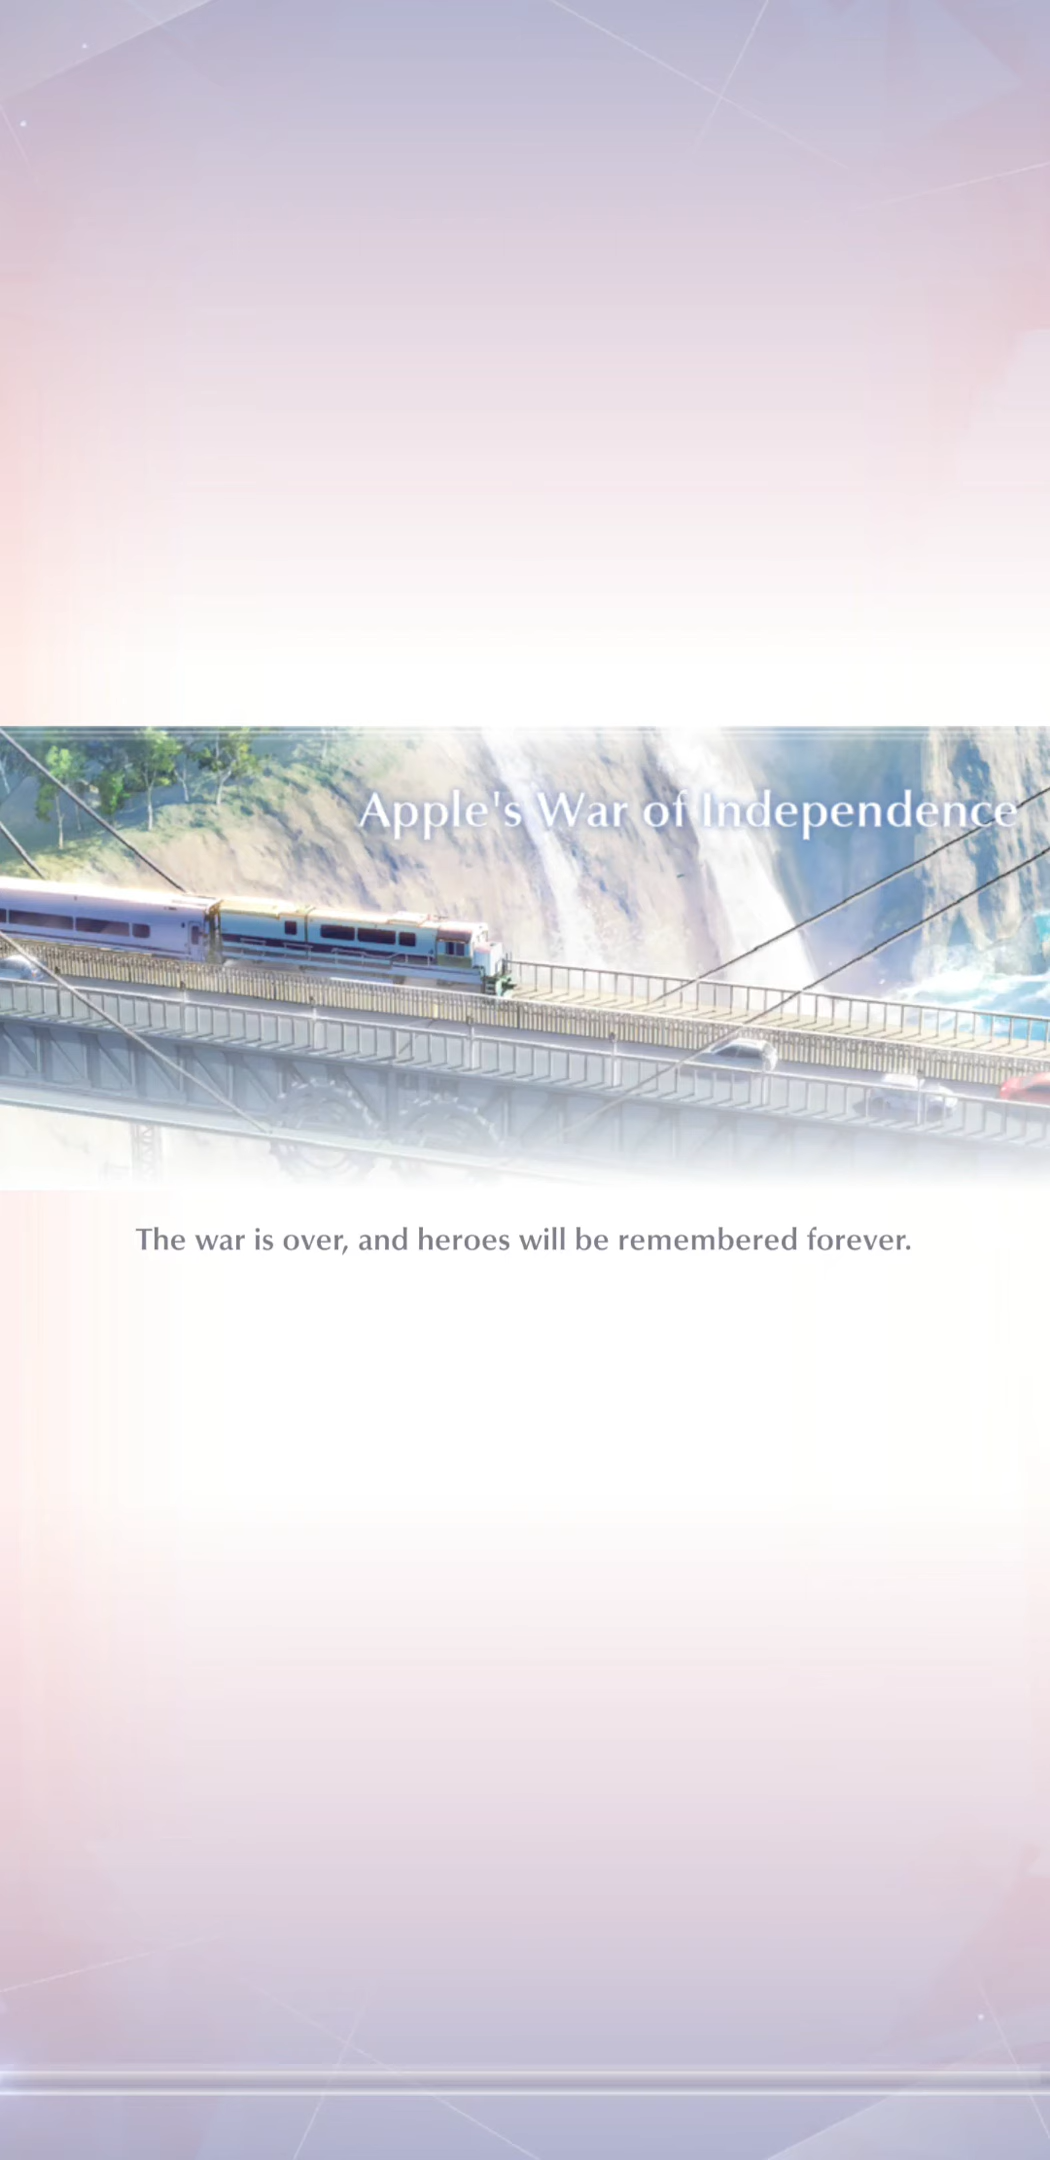 Apple's War of Independence
The war is over, and heroes will be remembered forever.